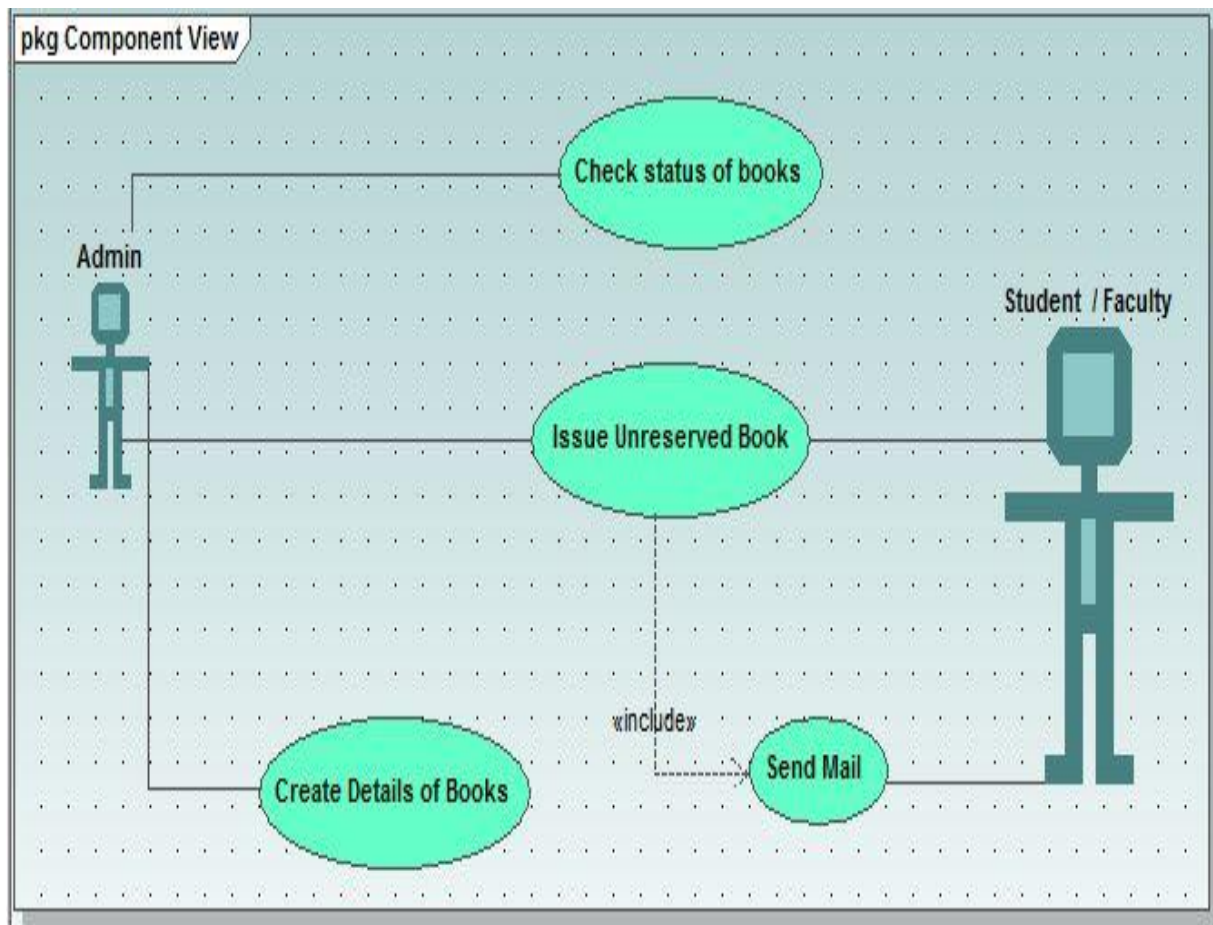 pkg Component View
Check status of books
Admin
Student / Faculty
Issue Unreserved Book
«include»
Send Mail
Create Details of Books